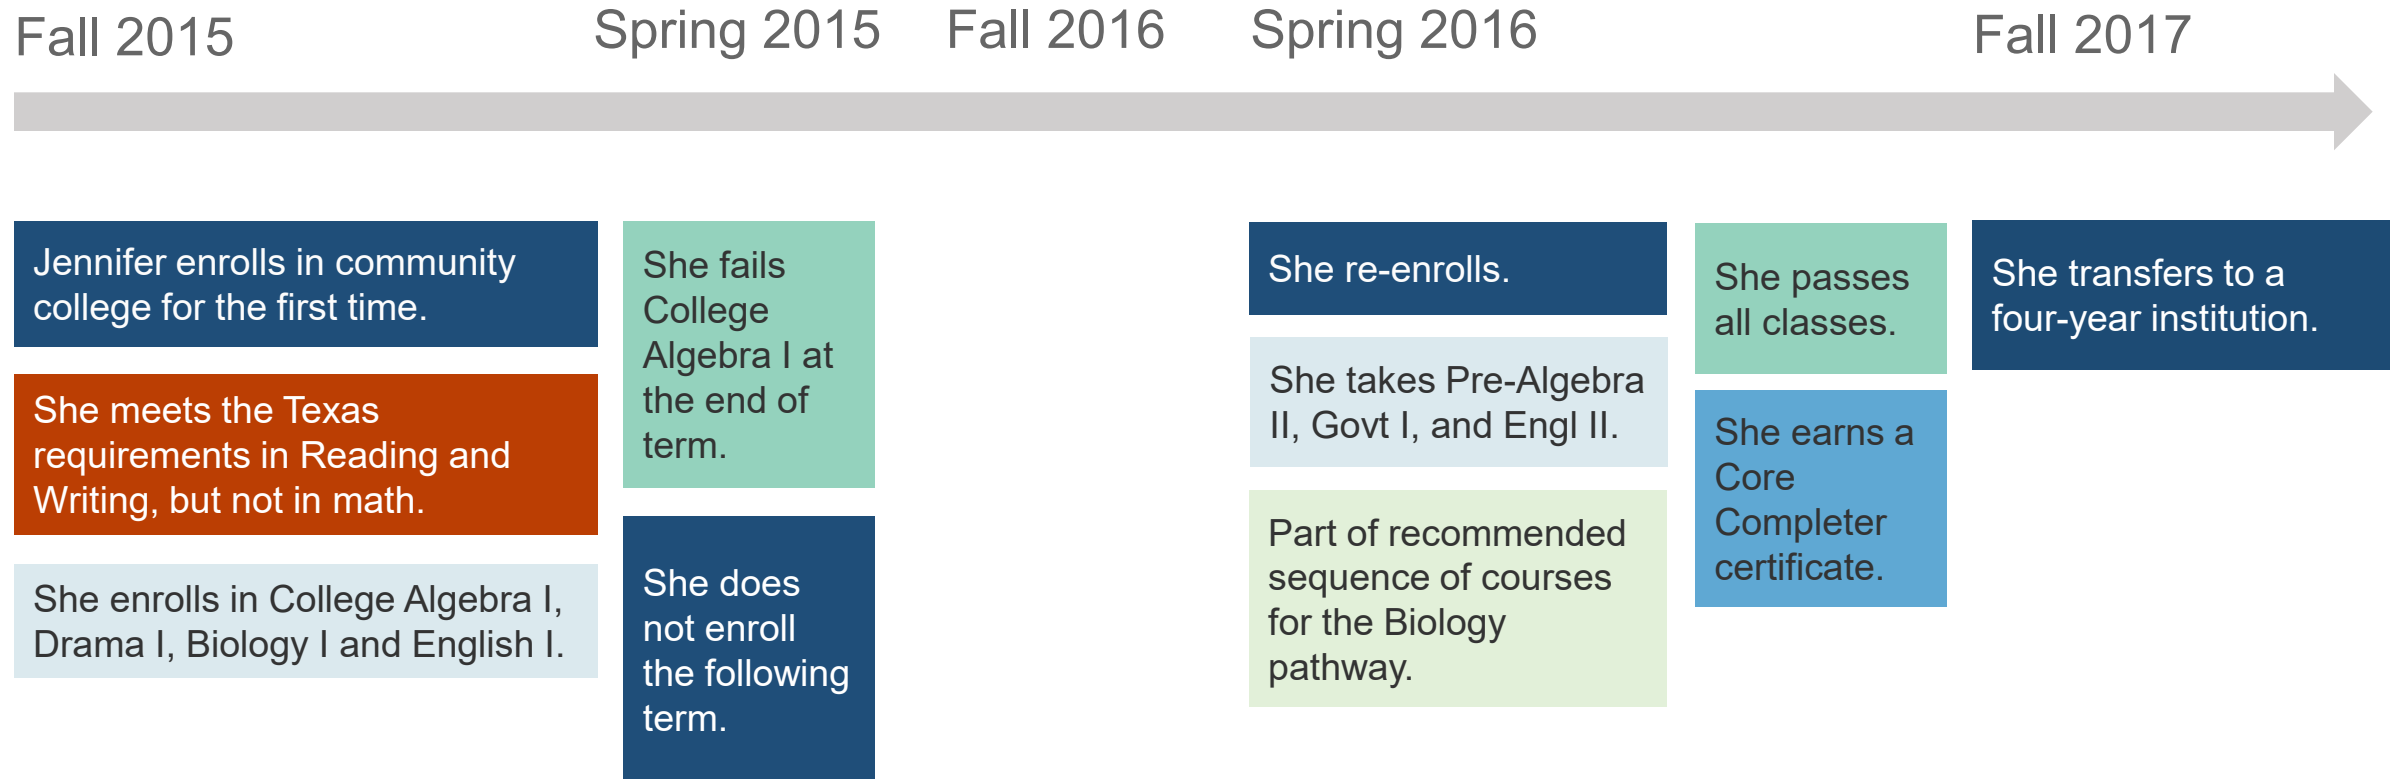 Fall 2015
Spring 2015
Fall 2016
Spring 2016
Fall 2017
Jennifer enrolls in community
college for the first time.
She meets the Texas
requirements in Reading and
Writing, but not in math.
She enrolls in College Algebra I,
Drama I, Biology I and English I.
She fails
College
Algebra I at
the end of
term.
She does
not enroll
the following
term.
She re-enrolls.
She takes Pre-Algebra
II, Govt I, and Engl II.
Part of recommended
sequence of courses
for the Biology
pathway.
She passes
all classes.
She earns a
Core
Completer
certificate.
She transfers to a
four-year institution.